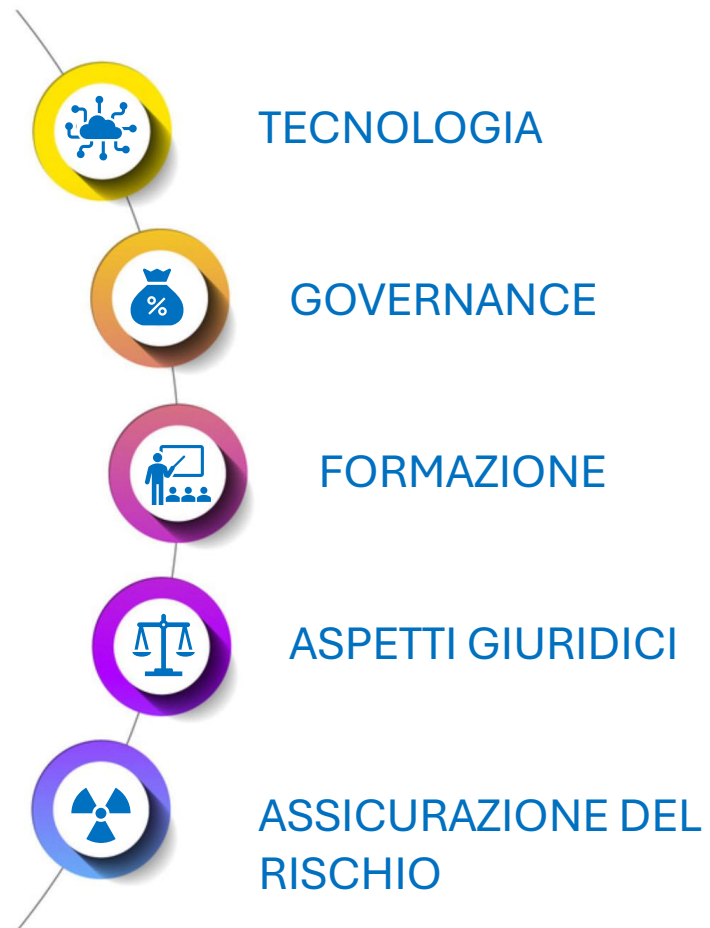 TECNOLOGIA
%
GOVERNANCE
FORMAZIONE
ASPETTI GIURIDICI
ASSICURAZIONE DEL
RISCHIO